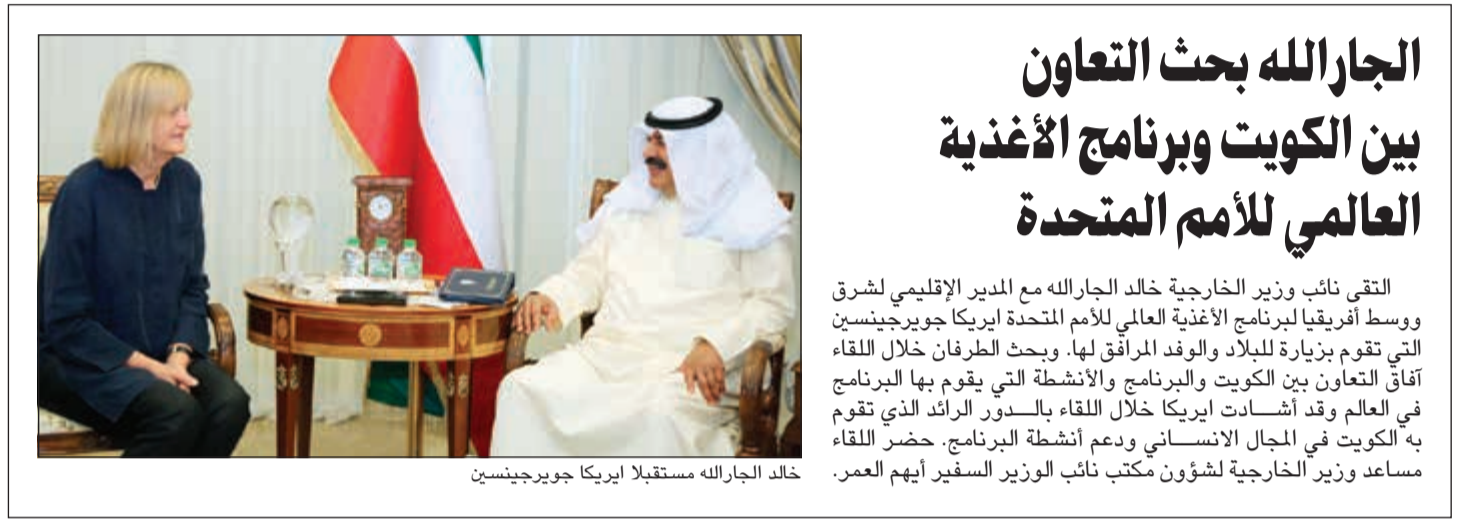 الجارالله بحث التعاون
بين الكويت وبرنامج الأغذية
العالمي للأمم المتحدة
التقى نائب وزير الخارجية خالد الجارالله مع المدير الإقليمي لشرق
ووسط أفريقيا لبرنامج الأغذية العالمي للأمم المتحدة ايريكا جويرجينسين
التي تقوم بزيارة للبلاد والوفد المرافق لها. وبحث الطرفان خلال اللقاء
آفاق التعاون بين الكويت والبرنامج والأنشطة التي يقوم بها البرنامج
في العالم وقد أشادت ايريكا خلال اللقاء بالدور الرائد الذي تقوم
به الكويت في المجال الانساني ودعم أنشطة البرنامج. حضر اللقاء
مساعد وزير الخارجية لشؤون مكتب نائب الوزير السفير أيهم العمر.
خالد الجارالله مستقبلا ايريكا جويرجينسين